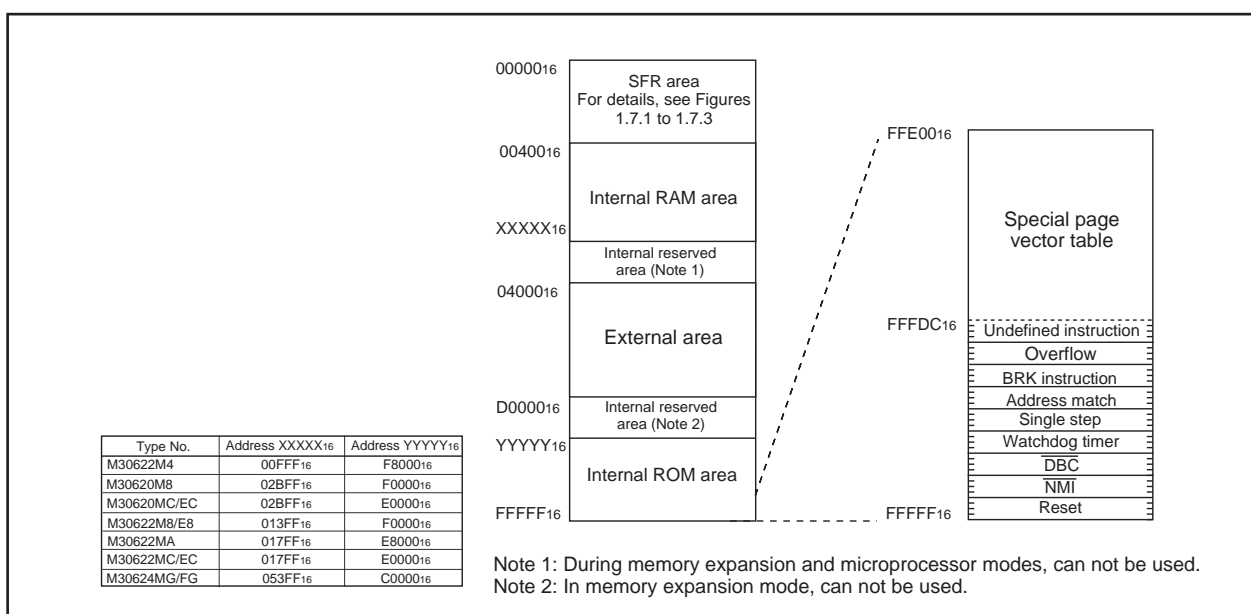 0000016
SFR area
For details, see Figures
1.7.1 to 1.7.3
0040016
Internal RAM area
XXXXX16
Internal reserved
area (Note 1)
0400016
External area
D000016
Internal reserved
area (Note 2)
YYYYY16
Internal ROM area
FFFFF16
FFE0016
Special page
vector table
FFFDC16
Undefined instruction
Overflow
BRK instruction
Address match
Single step
Watchdog timer
DBC
NMI
Reset
FFFFF16
Type No. Address XXXXX16 Address YYYYY16
M30622M4 00FFF16 F800016
M30620M8 02BFF16 F000016
M30620MC/EC 02BFF16 E000016
M30622M8/E8 013FF16 F000016
M30622MA 017FF16 E800016
M30622MC/EC 017FF16 E000016
M30624MG/FG 053FF16 C000016
Note 1: During memory expansion and microprocessor modes, can not be used.
Note 2: In memory expansion mode, can not be used.